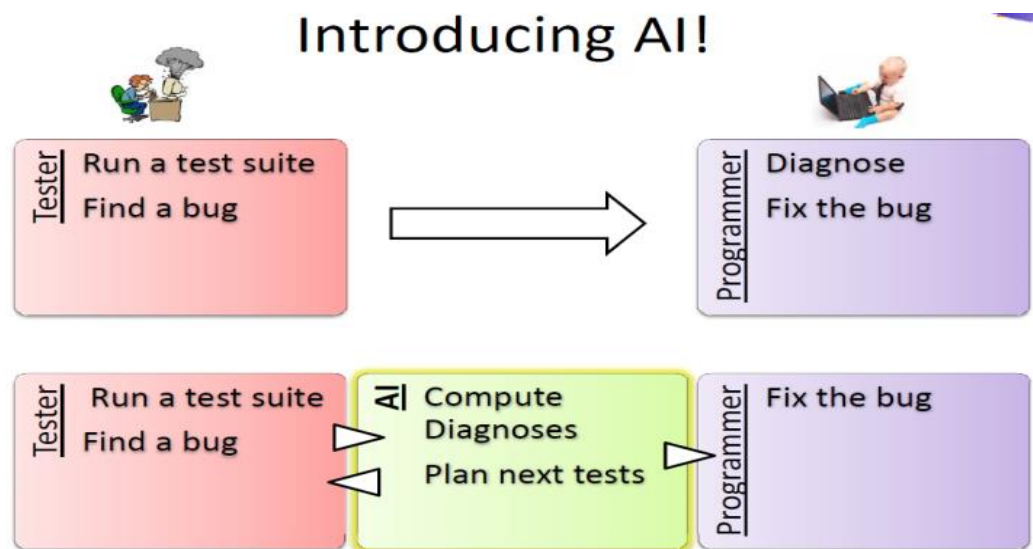 Introducing AI!
Tester
Run a test suite
Find a bug
Programmer
Diagnose
Fix the bug
Tester
Run a test suite
Find a bug
AI
Compute
Diagnoses
Plan next tests
Programmer
Fix the bug